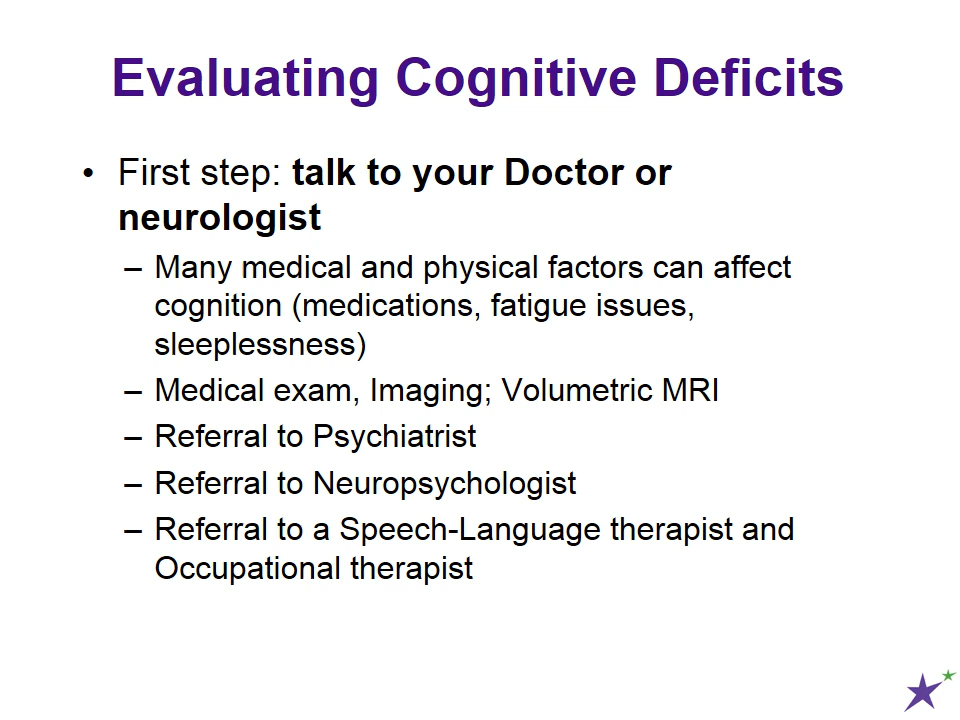 Evaluating Cognitive Deficits
• First step: talk to your Doctor or
neurologist
– Many medical and physical factors can affect
cognition (medications, fatigue issues,
sleeplessness)
– Medical exam, Imaging; Volumetric MRI
– Referral to Psychiatrist
– Referral to Neuropsychologist
– Referral to a Speech-Language therapist and
Occupational therapist